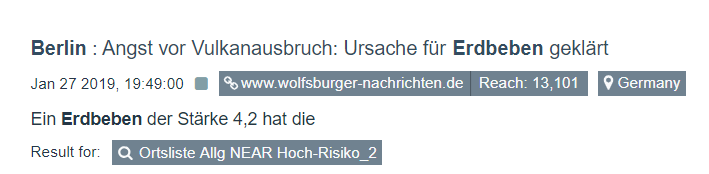 Berlin : Angst vor Vulkanausbruch: Ursache für Erdbeben geklärt
Jan 27 2019, 19:49:00 www.wolfsburger-nachrichten.de Reach: 13,101 Germany
Ein Erdbeben der Stärke 4,2 hat die
Result for: Ortsliste Allg NEAR Hoch-Risiko_2